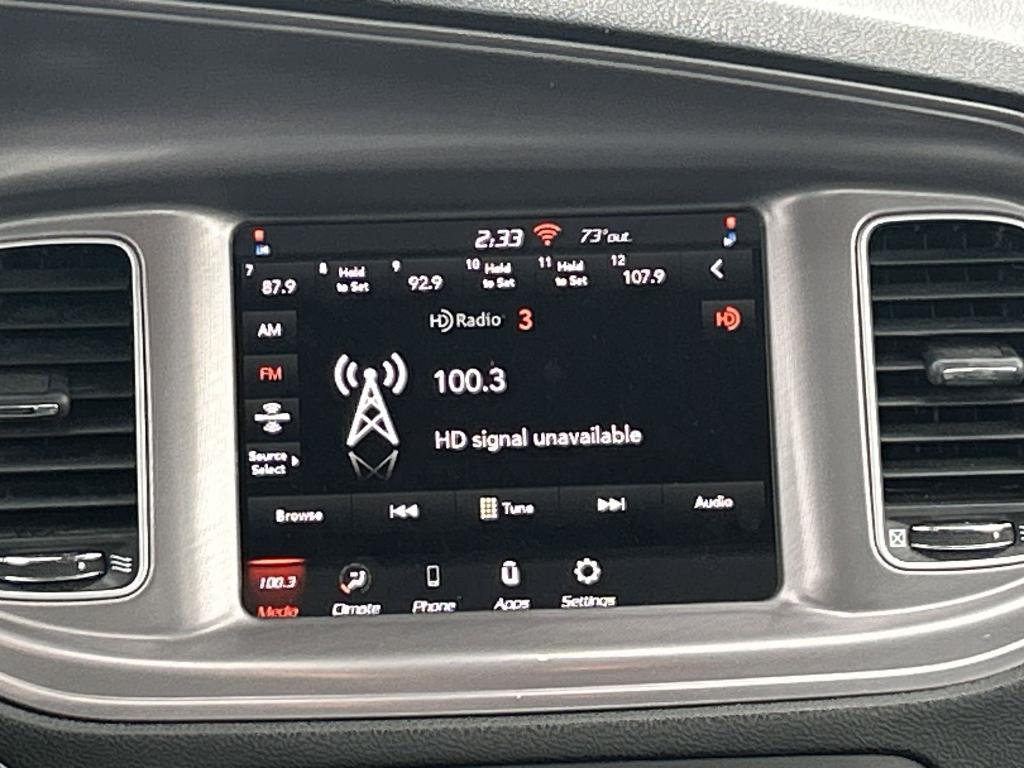 2:33 73°out
7 87.9 8 Hold to Set 9 92.9 10 Hold to Set 11 Hold to Set 12 107.9 <
HD Radio 3 HD
AM
FM
100.3
HD signal unavailable
Source
Select
Browse Tune Audio
100.3
Media Climate Phone Apps Settings